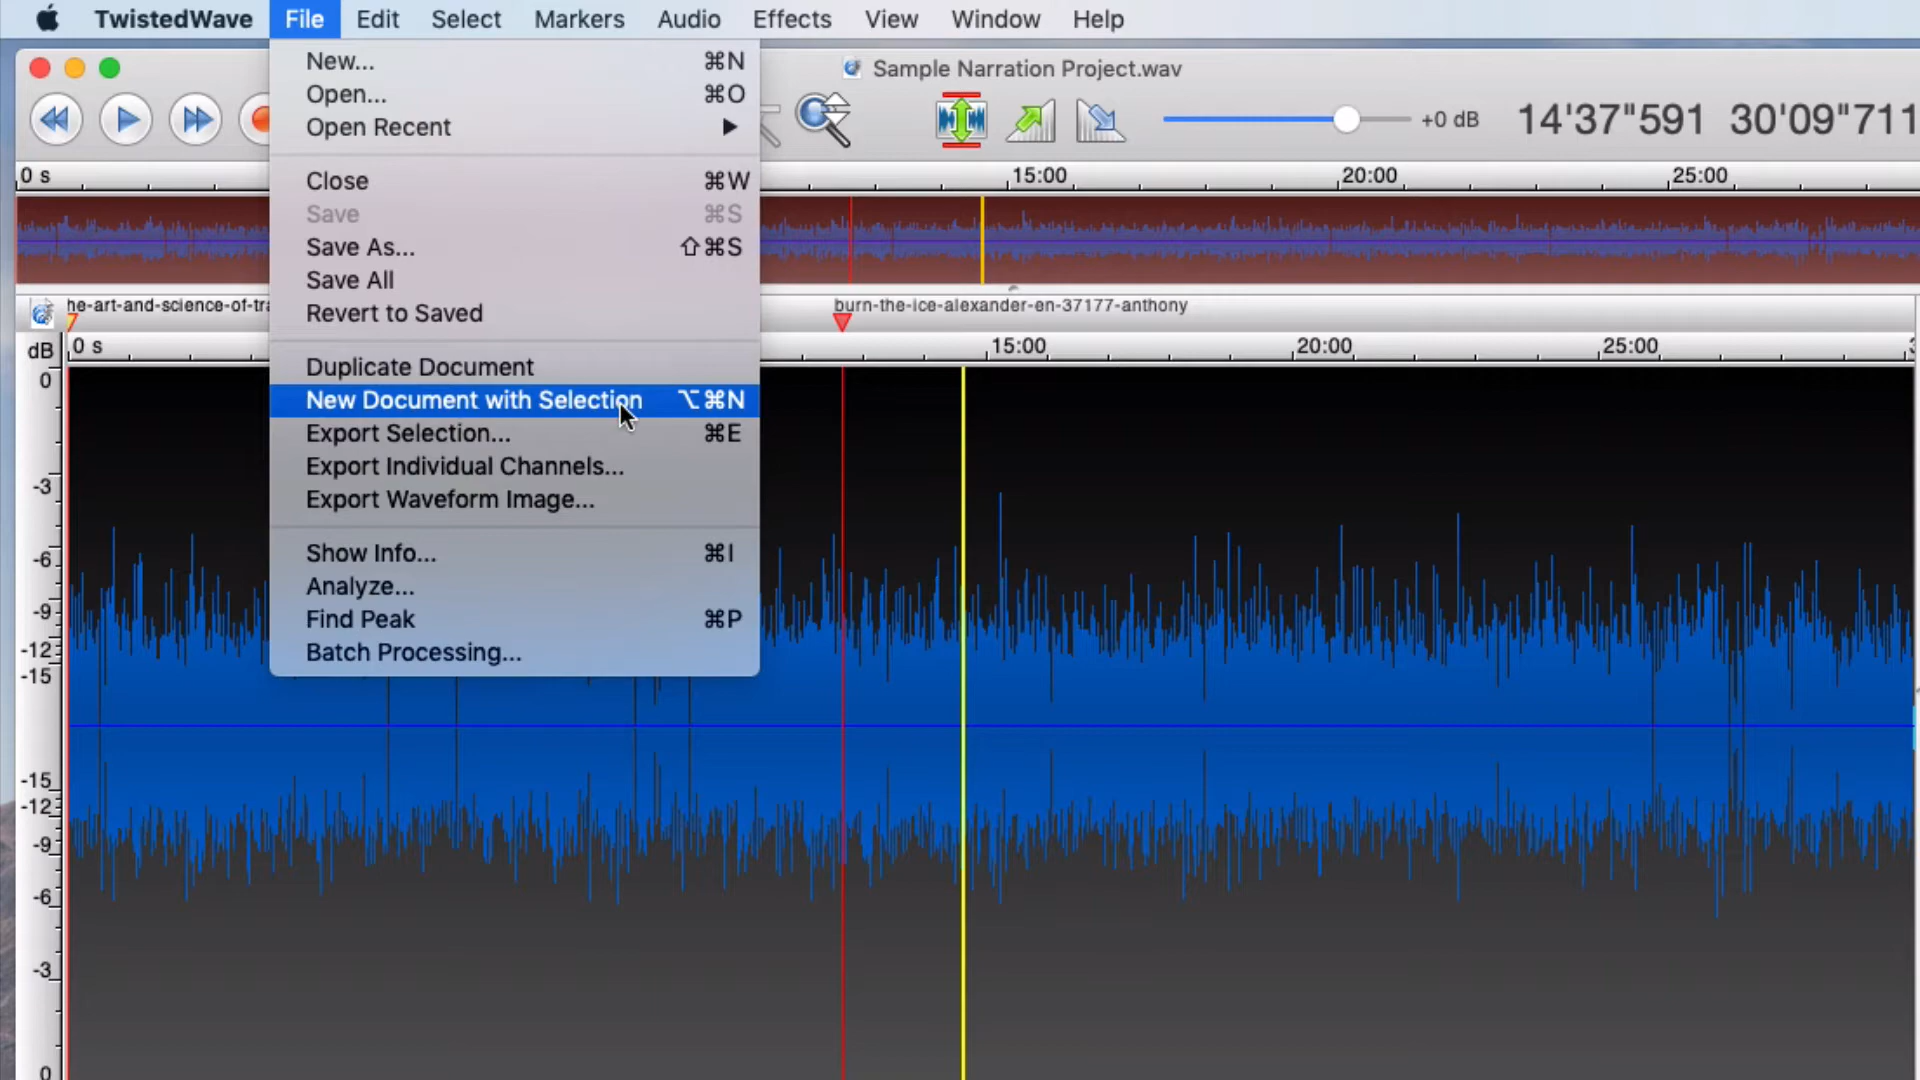 TwistedWave File Edit Select Markers Audio Effects View Window Help
Sample Narration Project.wav
New... ⌘N
Open... ⌘O
Open Recent ▶
Close ⌘W
Save ⌘S
Save As... ⇧⌘S
Save All
Revert to Saved
Duplicate Document
New Document with Selection ⌥⌘N
Export Selection... ⌘E
Export Individual Channels...
Export Waveform Image...
Show Info... ⌘I
Analyze...
Find Peak ⌘P
Batch Processing...
+0 dB 14'37"591 30'09"711
0 s 15:00 20:00 25:00
he-art-and-science-of-tra burn-the-ice-alexander-en-37177-anthony
dB 0 s 15:00 20:00 25:00
0
-3
-6
-9
-12
-15
-15
-12
-9
-6
-3
0